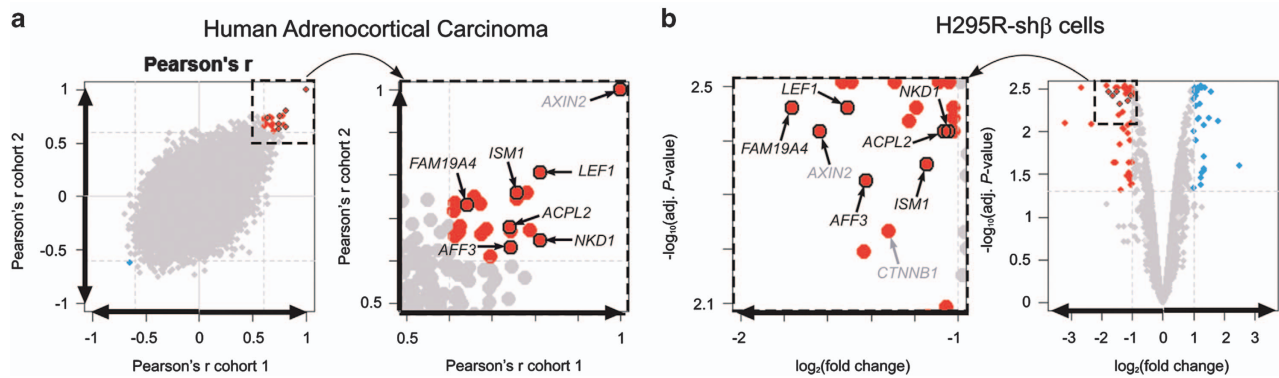 a
Human Adrenocortical Carcinoma
Pearson's r
Pearson's r cohort 2
1
0.5
0
-0.5
-1
-1
-0.5
0
0.5
1
Pearson's r cohort 1
Pearson's r cohort 2
1
0.5
AXIN2
ISM1
FAM19A4
LEF1
ACPL2
AFF3
NKD1
0.5
1
Pearson's r cohort 1
b
H295R-shβ cells
-log₁₀(adj. P-value)
2.5
2.1
LEF1
NKD1
FAM19A4
ACPL2
AXIN2
AFF3
ISM1
CTNNB1
-2
-1
log₂(fold change)
-log₁₀(adj. P-value)
2.5
2.0
1.5
1.0
0.5
0
-3
-2
-1
0
1
2
3
log₂(fold change)